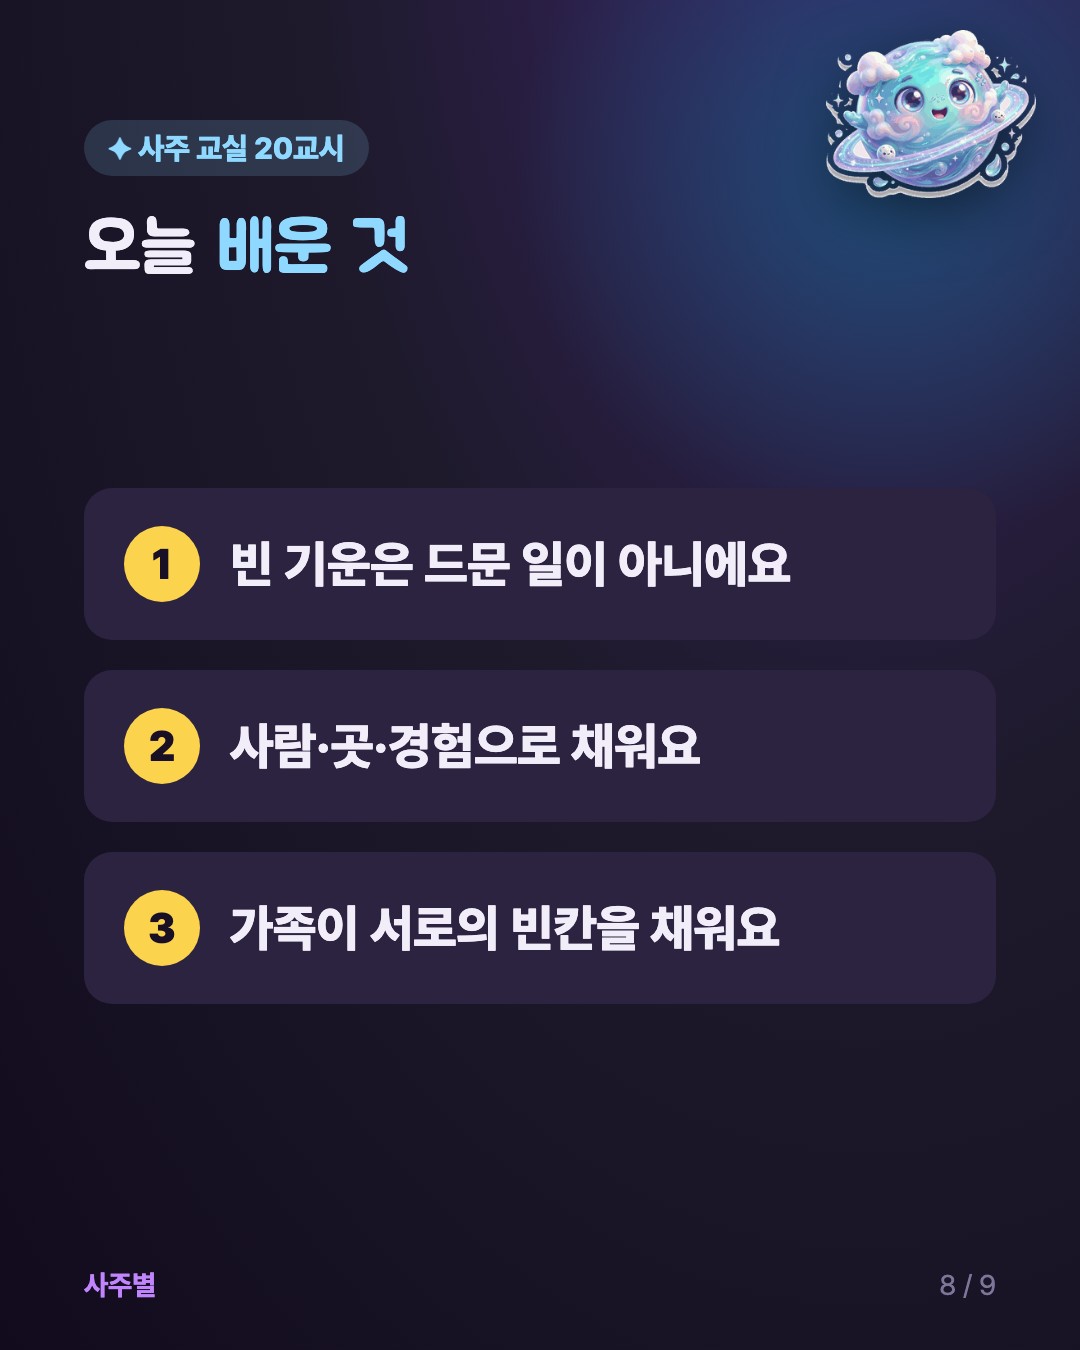 사주 교실 20교시
오늘 배운 것
1 빈 기운은 드문 일이 아니에요
2 사람·곳·경험으로 채워요
3 가족이 서로의 빈칸을 채워요
사주별
8 / 9